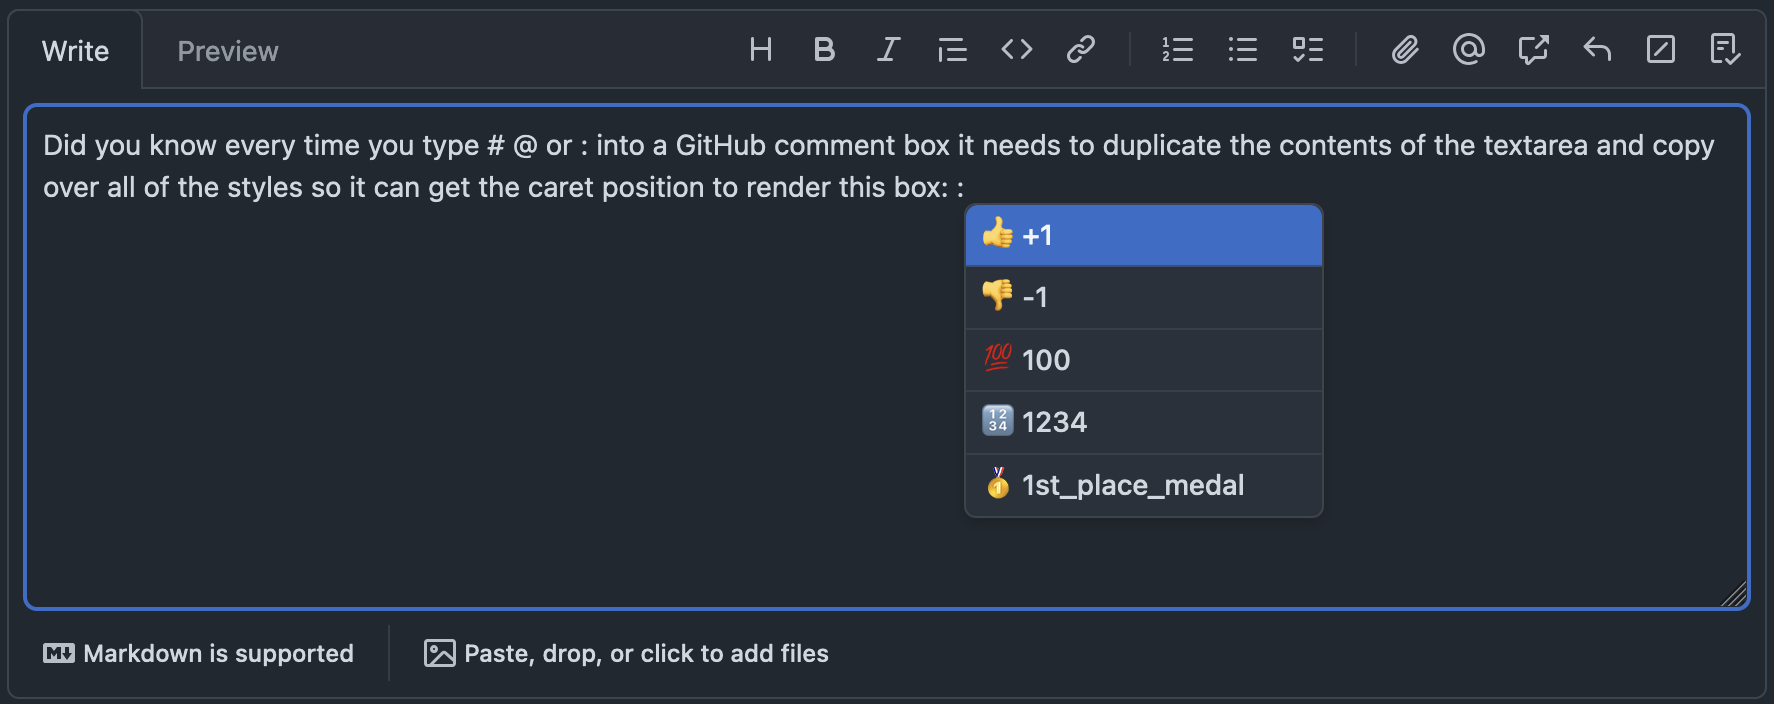 Write
Preview
Did you know every time you type # @ or : into a GitHub comment box it needs to duplicate the contents of the textarea and copy
over all of the styles so it can get the caret position to render this box: :
👍 +1
👎 -1
💯 100
🔢 1234
🥇 1st_place_medal
Markdown is supported
Paste, drop, or click to add files